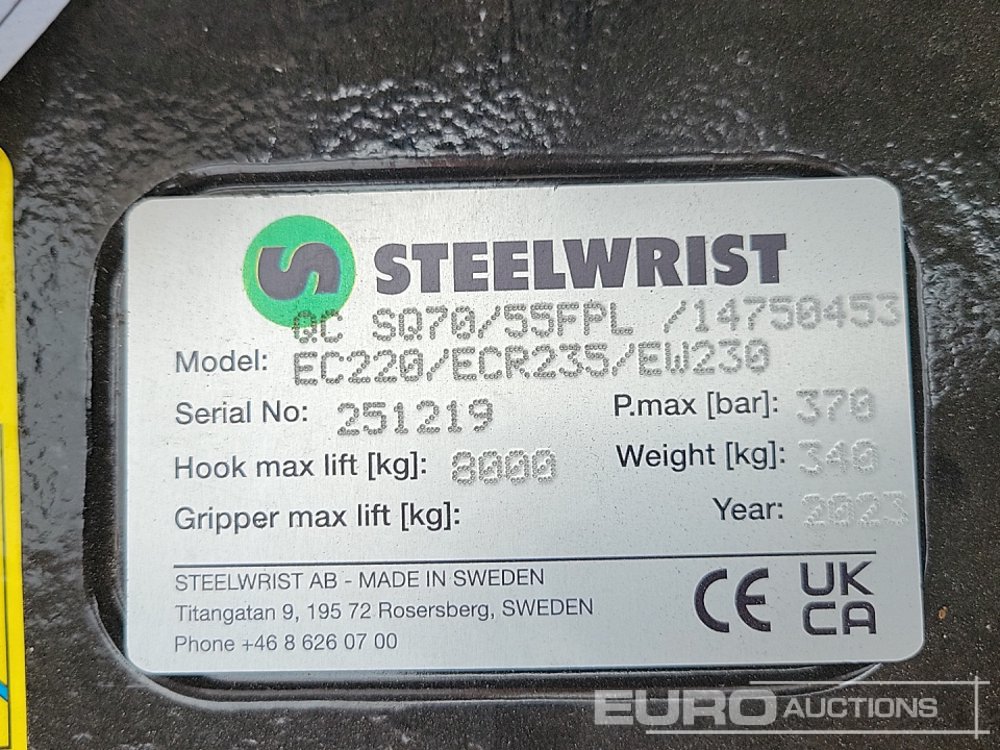 STEELWRIST
QC SQ70/55FPL /14750453
Model: EC220/ECR235/EW230
Serial No: 251219 P.max [bar]: 370
Hook max lift [kg]: 8000 Weight [kg]: 340
Gripper max lift [kg]: Year: 2023
STEELWRIST AB - MADE IN SWEDEN
Titangatan 9, 195 72 Rosersberg, SWEDEN
Phone +46 8 626 07 00
CE UK
CA
EURO AUCTIONS